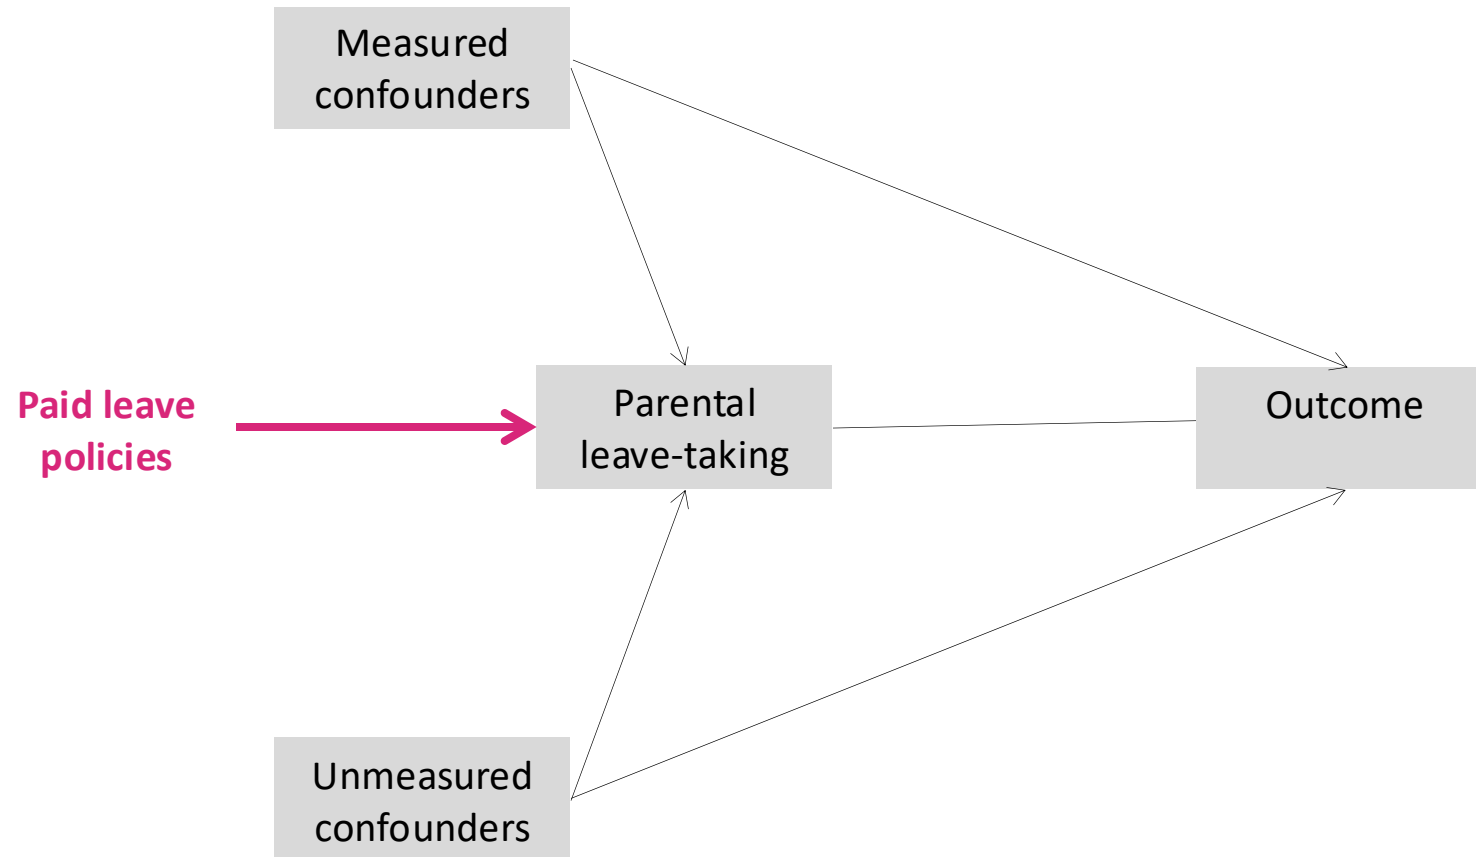 Measured
confounders
Paid leave
policies
Parental
leave-taking
Outcome
Unmeasured
confounders